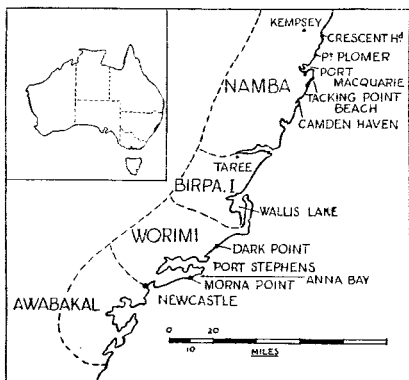 KEMPSEY
CRESCENT Hd.
Pt PLOMER
PORT
MACQUARIE
TACKING POINT
BEACH
CAMDEN HAVEN
NAMBA
TAREE
BIRPA.I
WALLIS LAKE
WORIMI
DARK POINT
PORT STEPHENS
MORNA POINT
ANNA BAY
AWABAKAL
NEWCASTLE
0 20
10
MILES